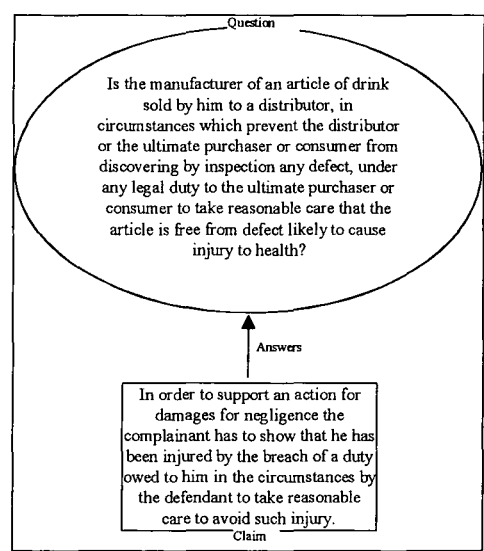 Question
Is the manufacturer of an article of drink
sold by him to a distributor, in
circumstances which prevent the distributor
or the ultimate purchaser or consumer from
discovering by inspection any defect, under
any legal duty to the ultimate purchaser or
consumer to take reasonable care that the
article is free from defect likely to cause
injury to health?
Answers
In order to support an action for
damages for negligence the
complainant has to show that he has
been injured by the breach of a duty
owed to him in the circumstances by
the defendant to take reasonable
care to avoid such injury.
Claim